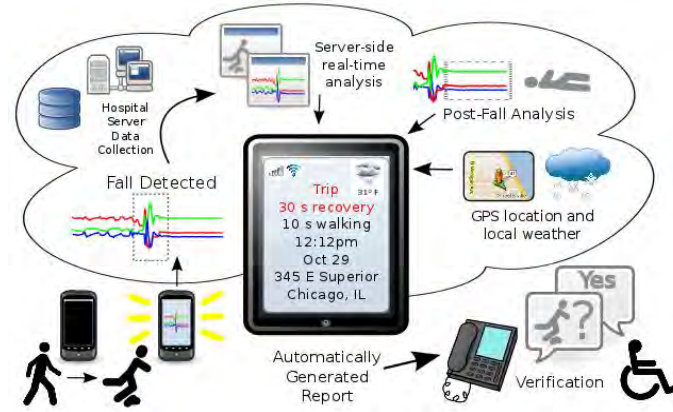 Server-side
real-time
analysis
Hospital
Server
Data
Collection
Post-Fall Analysis
Fall Detected
31° F
Trip
30 s recovery
10 s walking
12:12pm
Oct 29
345 E Superior
Chicago, IL
GPS location and
local weather
Automatically
Generated
Report
Yes
?
Verification